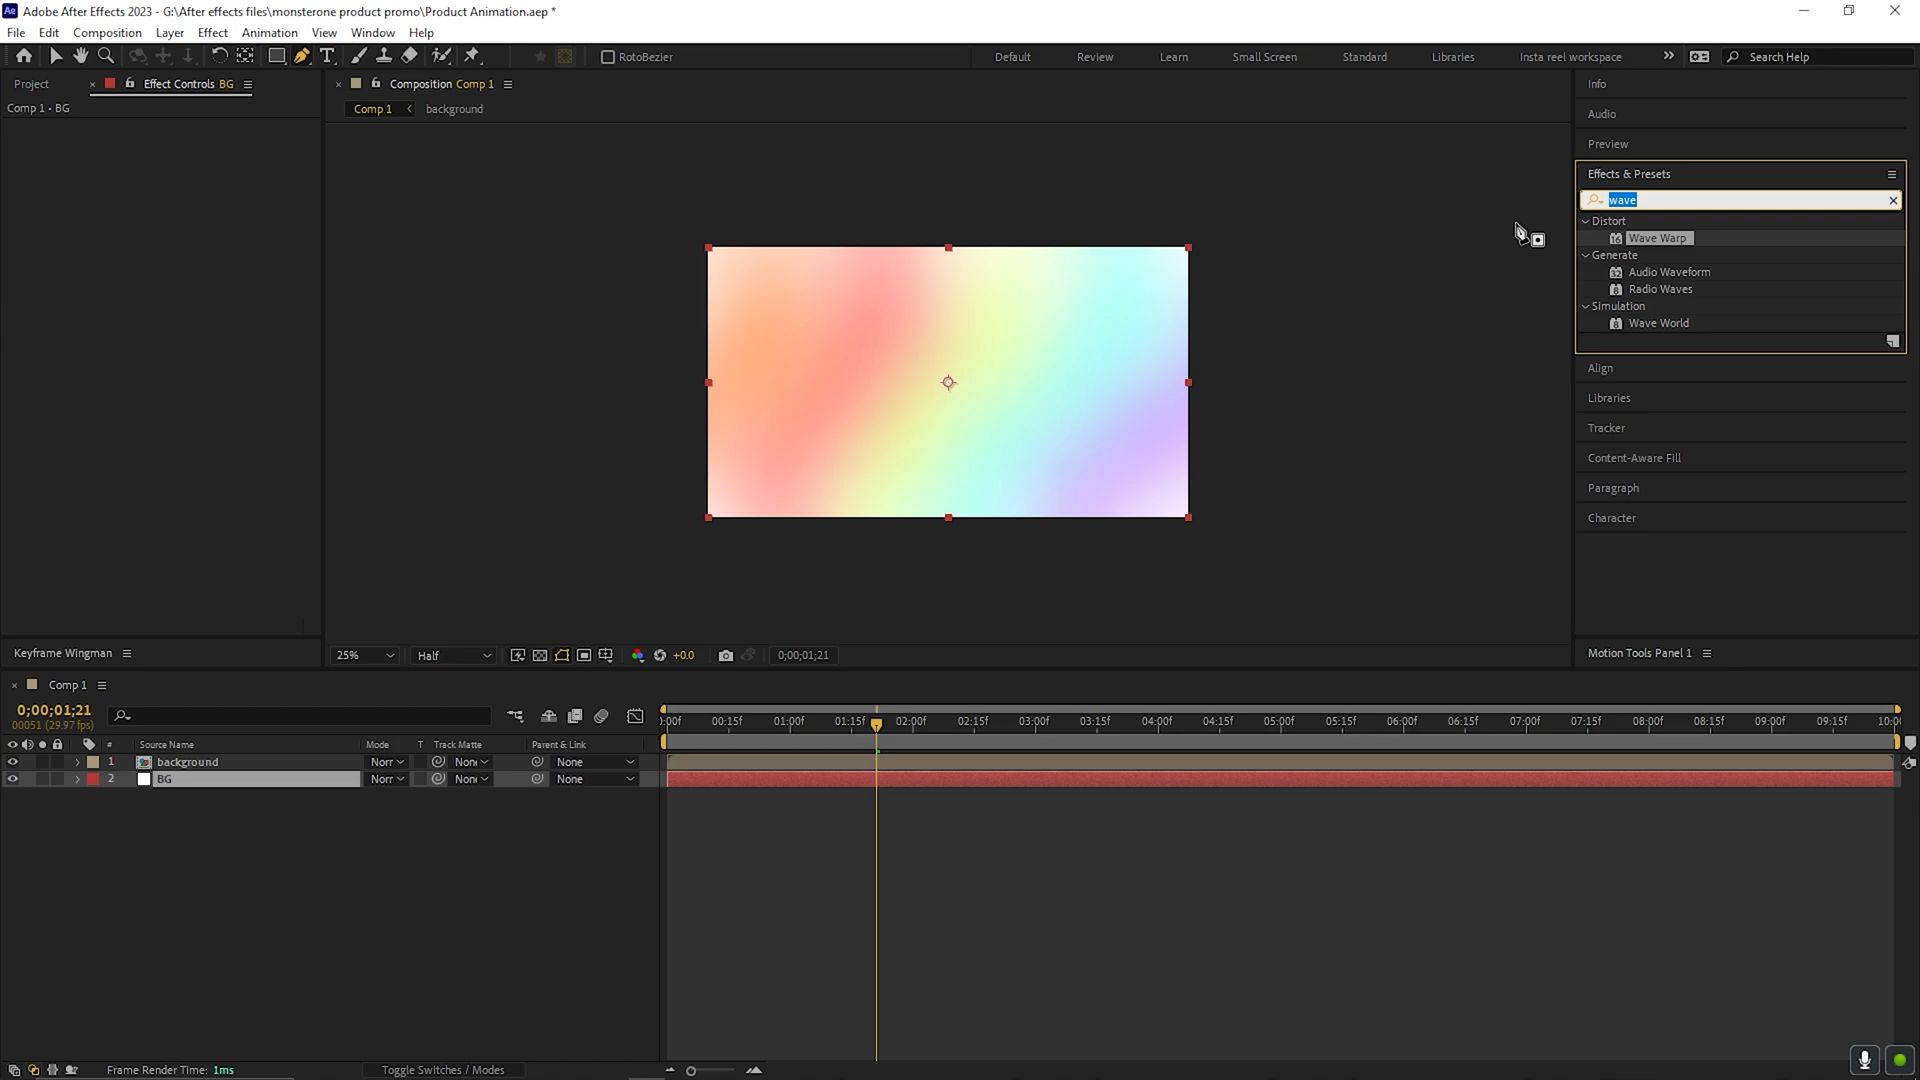 Adobe After Effects 2023 - G:\After effects files\monsterone product promo\Product Animation.aep *
File Edit Composition Layer Effect Animation View Window Help
RotoBezier Default Review Learn Small Screen Standard Libraries Insta reel workspace Search Help
Project Effect Controls BG Composition Comp 1 Info
Comp 1 • BG Comp 1 background
Audio
Preview
Effects & Presets
wave
Distort
Wave Warp
Generate
Audio Waveform
Radio Waves
Simulation
Wave World
Align
Libraries
Tracker
Content-Aware Fill
Paragraph
Character
Keyframe Wingman 25% Half +0.0 0;00;01;21 Motion Tools Panel 1
Comp 1
0;00;01;21
00051 (29.97 fps)
):00f 00:15f 01:00f 01:15f 02:00f 02:15f 03:00f 03:15f 04:00f 04:15f 05:00f 05:15f 06:00f 06:15f 07:00f 07:15f 08:00f 08:15f 09:00f 09:15f 10:0
# Source Name Mode T Track Matte Parent & Link
1 background Norr Non None
2 BG Norr Non None
Frame Render Time: 1ms Toggle Switches / Modes